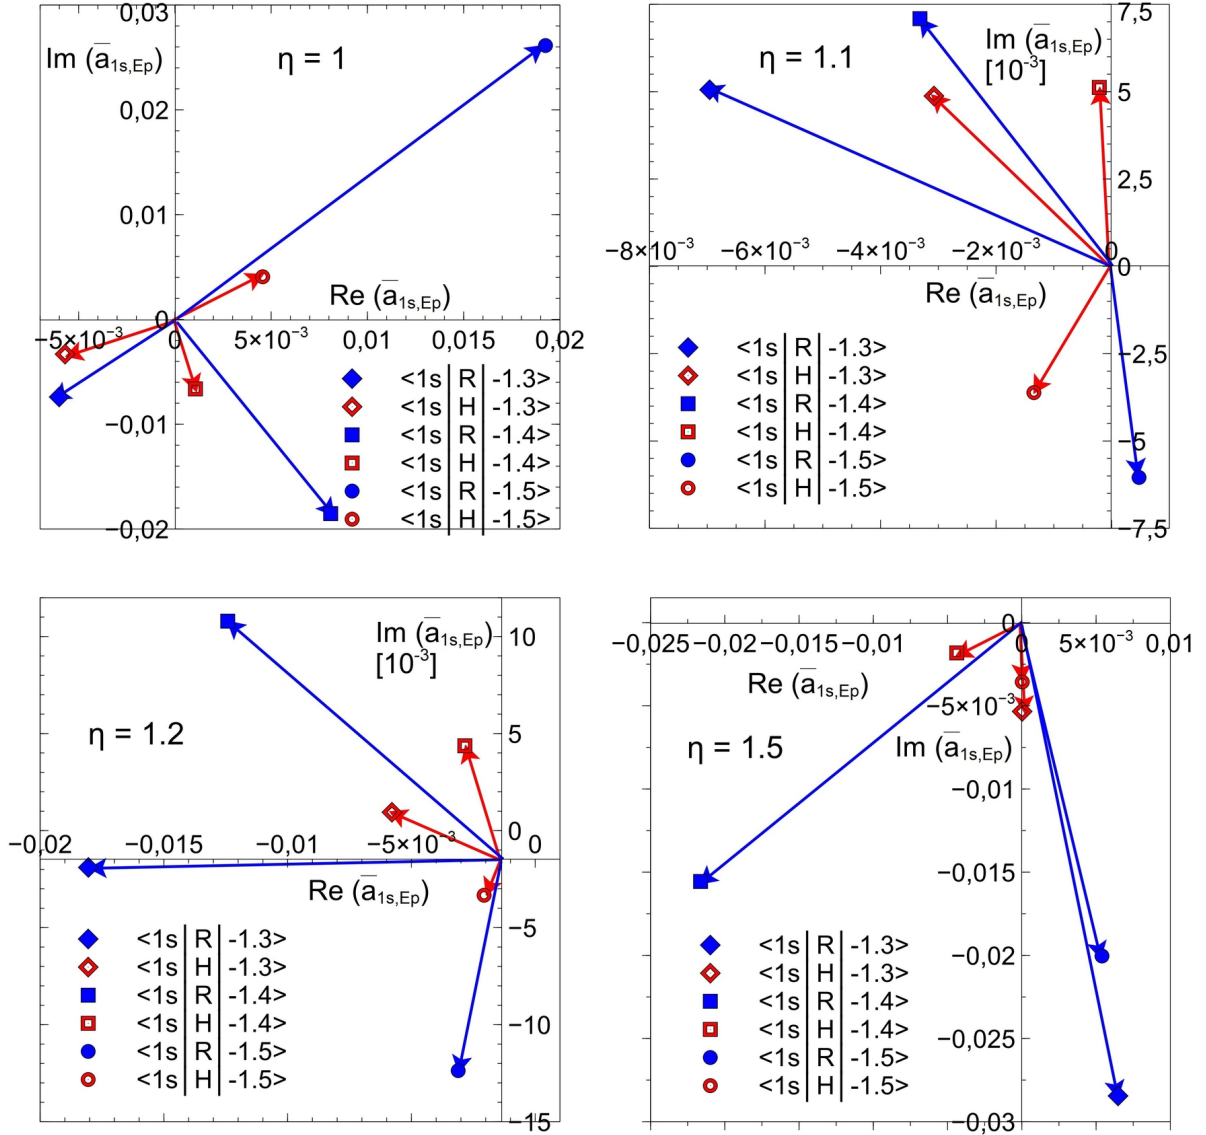 0,03
Im (a̅1s,Ep)
η = 1
0,02
0,01
Re (a̅1s,Ep)
0
−5×10⁻³
0
5×10⁻³
0,01
0,015
0,02
−0,01
−0,02
<1s|R|-1.3>
<1s|H|-1.3>
<1s|R|-1.4>
<1s|H|-1.4>
<1s|R|-1.5>
<1s|H|-1.5>
7,5
Im (a̅1s,Ep)
[10⁻³]
η = 1.1
5
2,5
−8×10⁻³
−6×10⁻³
−4×10⁻³
−2×10⁻³
0
0
Re (a̅1s,Ep)
−2,5
−5
−7,5
<1s|R|-1.3>
<1s|H|-1.3>
<1s|R|-1.4>
<1s|H|-1.4>
<1s|R|-1.5>
<1s|H|-1.5>
Im (a̅1s,Ep)
[10⁻³]
10
η = 1.2
5
0
−0,02
−0,015
−0,01
−5×10⁻³
0
Re (a̅1s,Ep)
−5
−10
−15
<1s|R|-1.3>
<1s|H|-1.3>
<1s|R|-1.4>
<1s|H|-1.4>
<1s|R|-1.5>
<1s|H|-1.5>
0
−0,025
−0,02
−0,015
−0,01
0
5×10⁻³
0,01
Re (a̅1s,Ep)
−5×10⁻³
η = 1.5
Im (a̅1s,Ep)
−0,01
−0,015
−0,02
−0,025
−0,03
<1s|R|-1.3>
<1s|H|-1.3>
<1s|R|-1.4>
<1s|H|-1.4>
<1s|R|-1.5>
<1s|H|-1.5>